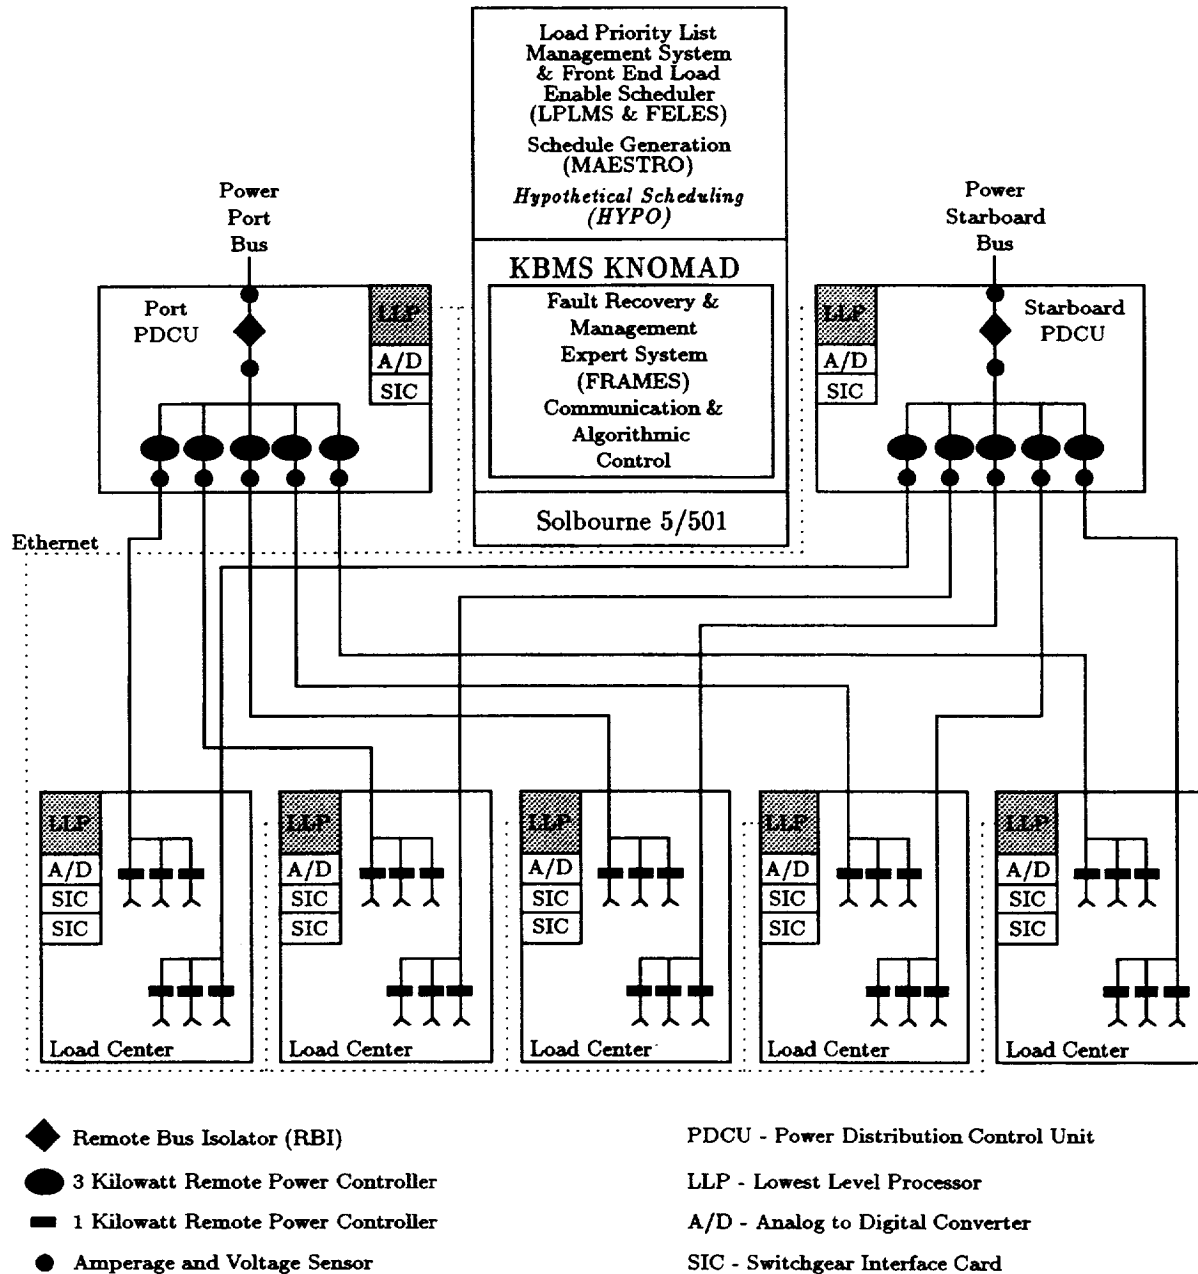 Load Priority List
Management System
& Front End Load
Enable Scheduler
(LPLMS & FELES)
Schedule Generation
(MAESTRO)
Hypothetical Scheduling
(HYPO)
KBMS KNOMAD
Fault Recovery &
Management
Expert System
(FRAMES)
Communication &
Algorithmic
Control
Solbourne 5/501
Power
Port
Bus
Port
PDCU
LLP
A/D
SIC
Power
Starboard
Bus
LLP
A/D
SIC
Starboard
PDCU
Ethernet
LLP
A/D
SIC
SIC
Load Center
LLP
A/D
SIC
SIC
Load Center
LLP
A/D
SIC
SIC
Load Center
LLP
A/D
SIC
SIC
Load Center
LLP
A/D
SIC
SIC
Load Center
Remote Bus Isolator (RBI)
3 Kilowatt Remote Power Controller
1 Kilowatt Remote Power Controller
Amperage and Voltage Sensor
PDCU - Power Distribution Control Unit
LLP - Lowest Level Processor
A/D - Analog to Digital Converter
SIC - Switchgear Interface Card